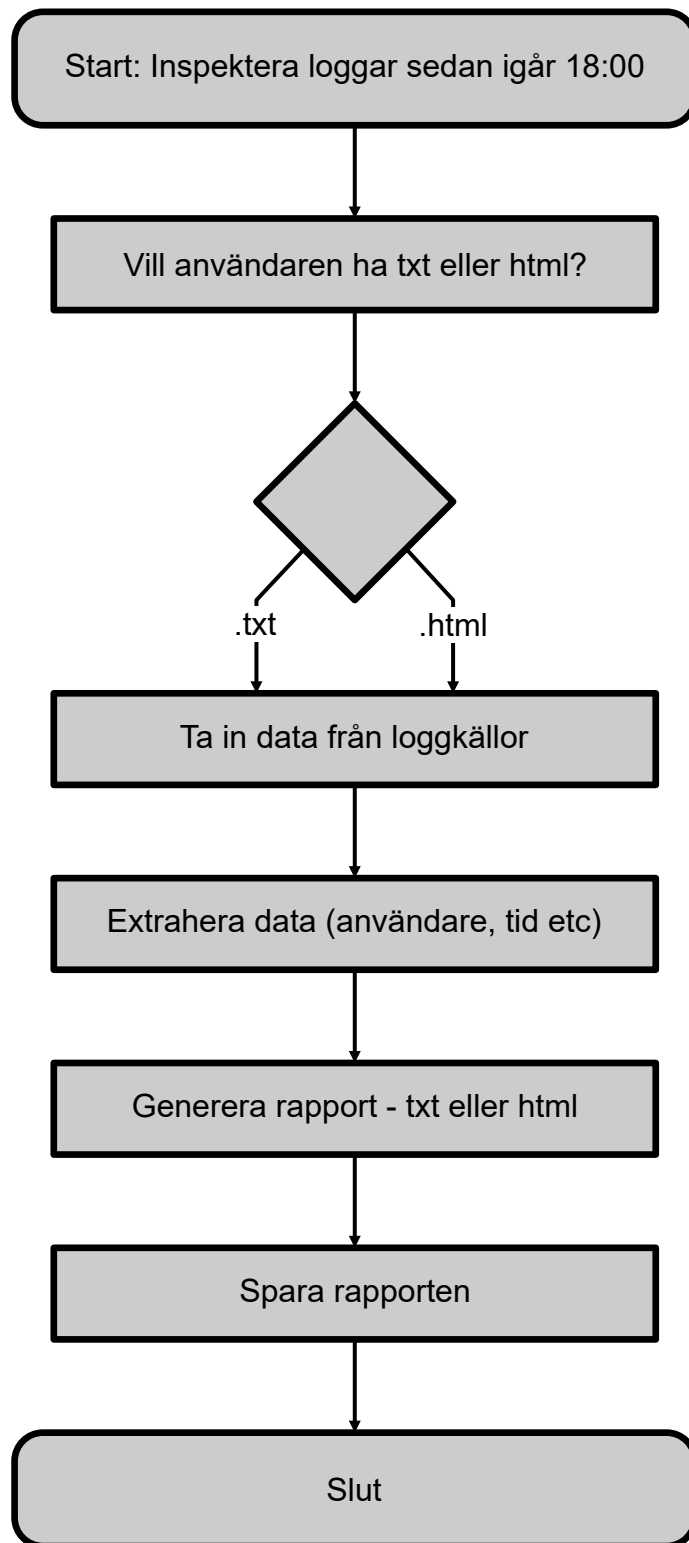 Start: Inspektera loggar sedan igår 18:00
Vill användaren ha txt eller html?
.txt
.html
Ta in data från loggkällor
Extrahera data (användare, tid etc)
Generera rapport - txt eller html
Spara rapporten
Slut